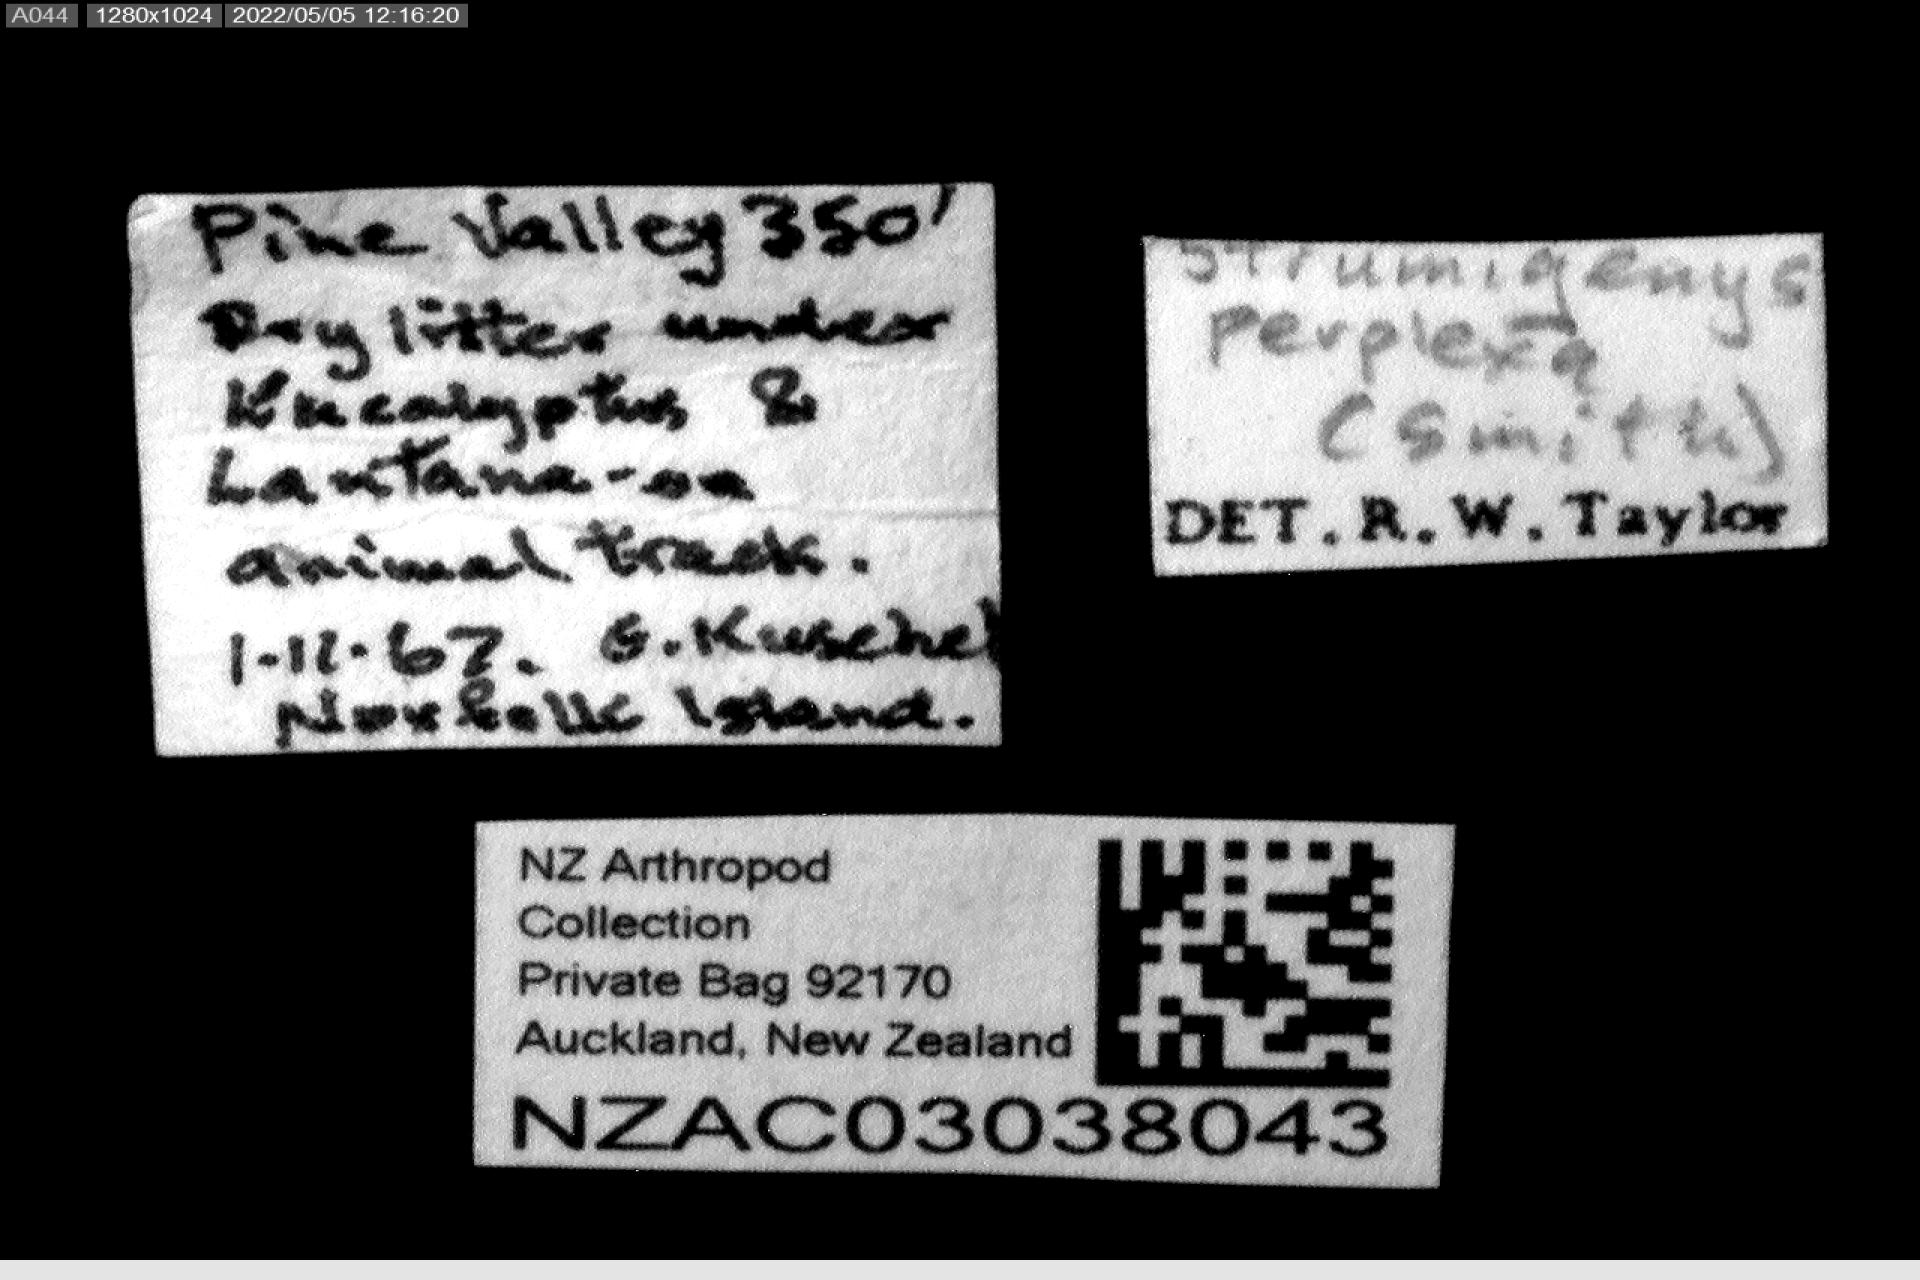 A044 1280x1024 2022/05/05 12:16:20
Pine Valley 350'
Dry litter under
Eucalyptus &
Lantana - on
animal track.
1.11.67. G. Kuschel
Norfolk Island.
Strumigenys
perplexa
(Smith)
DET. R. W. Taylor
NZ Arthropod
Collection
Private Bag 92170
Auckland, New Zealand
NZAC03038043